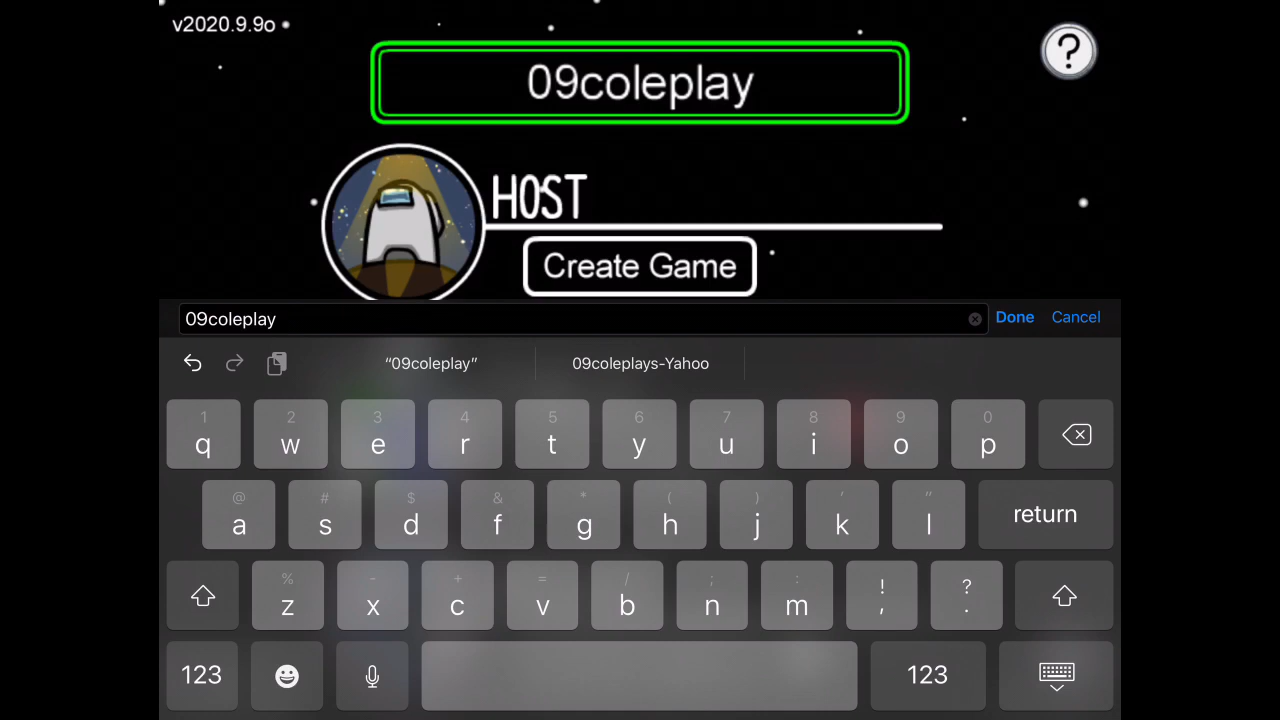 v2020.9.9o
?
09coleplay
HOST
Create Game
09coleplay
Done
Cancel
“09coleplay”
09coleplays-Yahoo
1 2 3 4 5 6 7 8 9 0
q w e r t y u i o p
@ # $ & * ( ) ' "
a s d f g h j k l return
% - + = / ; : ! ?
z x c v b n m , .
123 123